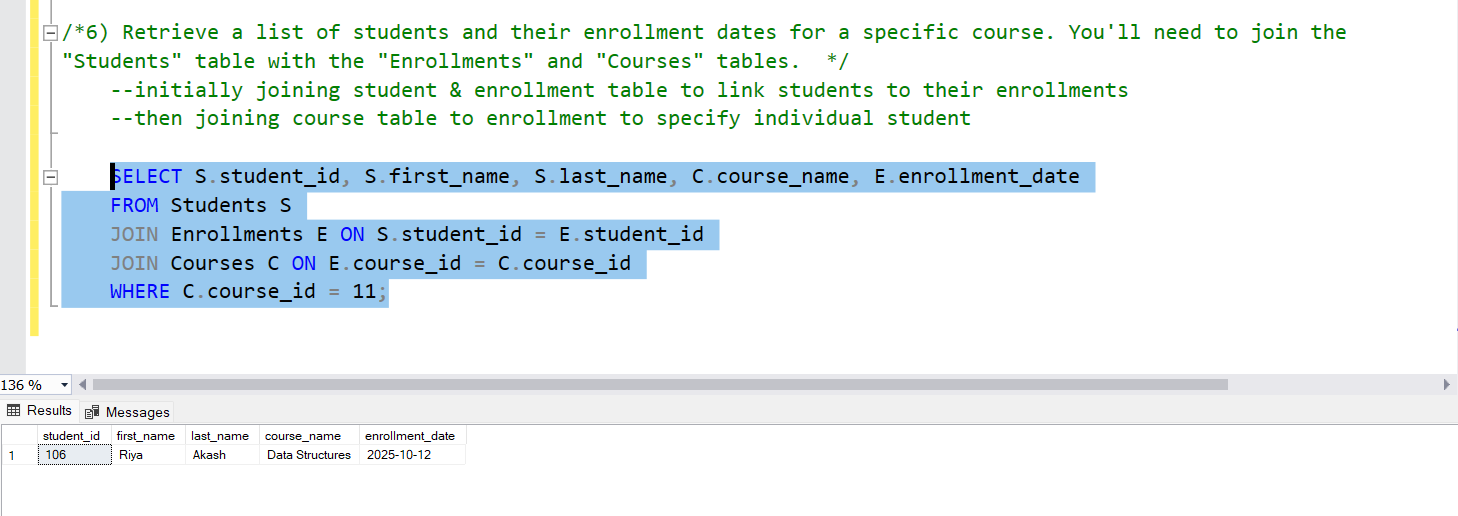 /*6) Retrieve a list of students and their enrollment dates for a specific course. You'll need to join the
"Students" table with the "Enrollments" and "Courses" tables.  */
--initially joining student & enrollment table to link students to their enrollments
--then joining course table to enrollment to specify individual student
SELECT S.student_id, S.first_name, S.last_name, C.course_name, E.enrollment_date
FROM Students S
JOIN Enrollments E ON S.student_id = E.student_id
JOIN Courses C ON E.course_id = C.course_id
WHERE C.course_id = 11;
136 %
Results Messages
student_id first_name last_name course_name enrollment_date
1 106 Riya Akash Data Structures 2025-10-12